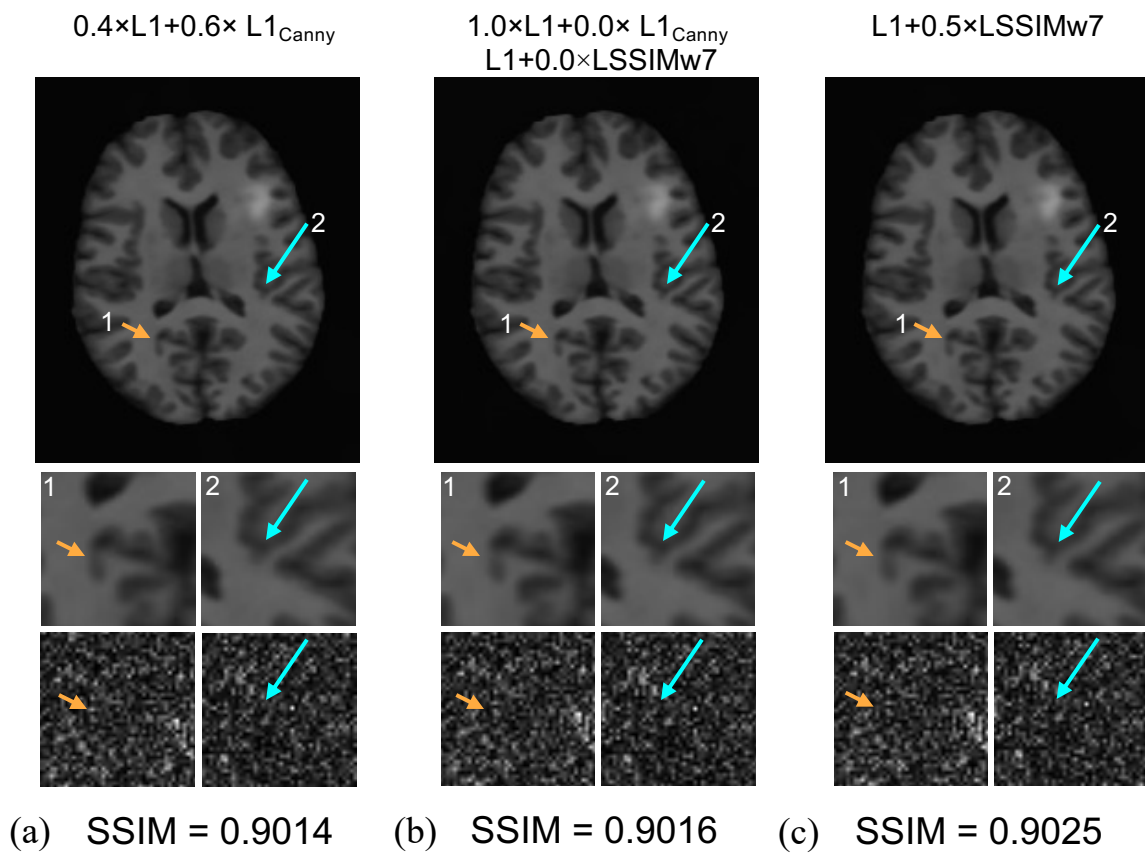 0.4×L1+0.6× L1Canny
1.0×L1+0.0× L1Canny
L1+0.0×LSSIMw7
L1+0.5×LSSIMw7
2
1
2
1
2
1
1
2
1
2
1
2
(a) SSIM = 0.9014
(b) SSIM = 0.9016
(c) SSIM = 0.9025